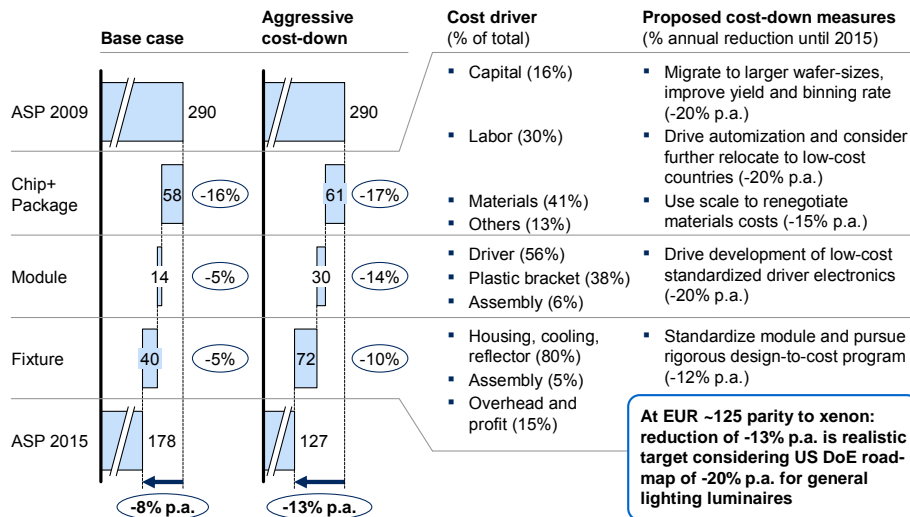 Base case
Aggressive
cost-down
Cost driver
(% of total)
Proposed cost-down measures
(% annual reduction until 2015)
ASP 2009
290
290
▪ Capital (16%)
▪ Migrate to larger wafer-sizes,
improve yield and binning rate
(-20% p.a.)
▪ Labor (30%)
▪ Drive automization and consider
further relocate to low-cost
countries (-20% p.a.)
Chip+
Package
58
-16%
61
-17%
▪ Materials (41%)
▪ Others (13%)
▪ Use scale to renegotiate
materials costs (-15% p.a.)
Module
14
-5%
30
-14%
▪ Driver (56%)
▪ Plastic bracket (38%)
▪ Assembly (6%)
▪ Drive development of low-cost
standardized driver electronics
(-20% p.a.)
Fixture
40
-5%
72
-10%
▪ Housing, cooling,
reflector (80%)
▪ Assembly (5%)
▪ Overhead and
profit (15%)
▪ Standardize module and pursue
rigorous design-to-cost program
(-12% p.a.)
ASP 2015
178
127
-8% p.a.
-13% p.a.
At EUR ~125 parity to xenon:
reduction of -13% p.a. is realistic
target considering US DoE road-
map of -20% p.a. for general
lighting luminaires